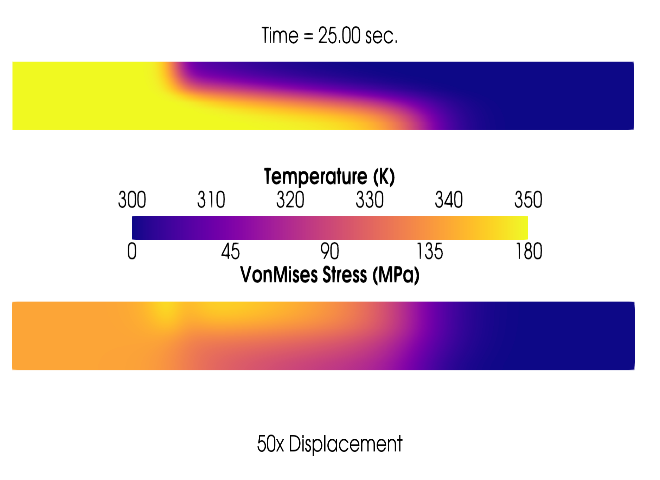 Time = 25.00 sec.
Temperature (K)
300 310 320 330 340 350
0 45 90 135 180
VonMises Stress (MPa)
50x Displacement